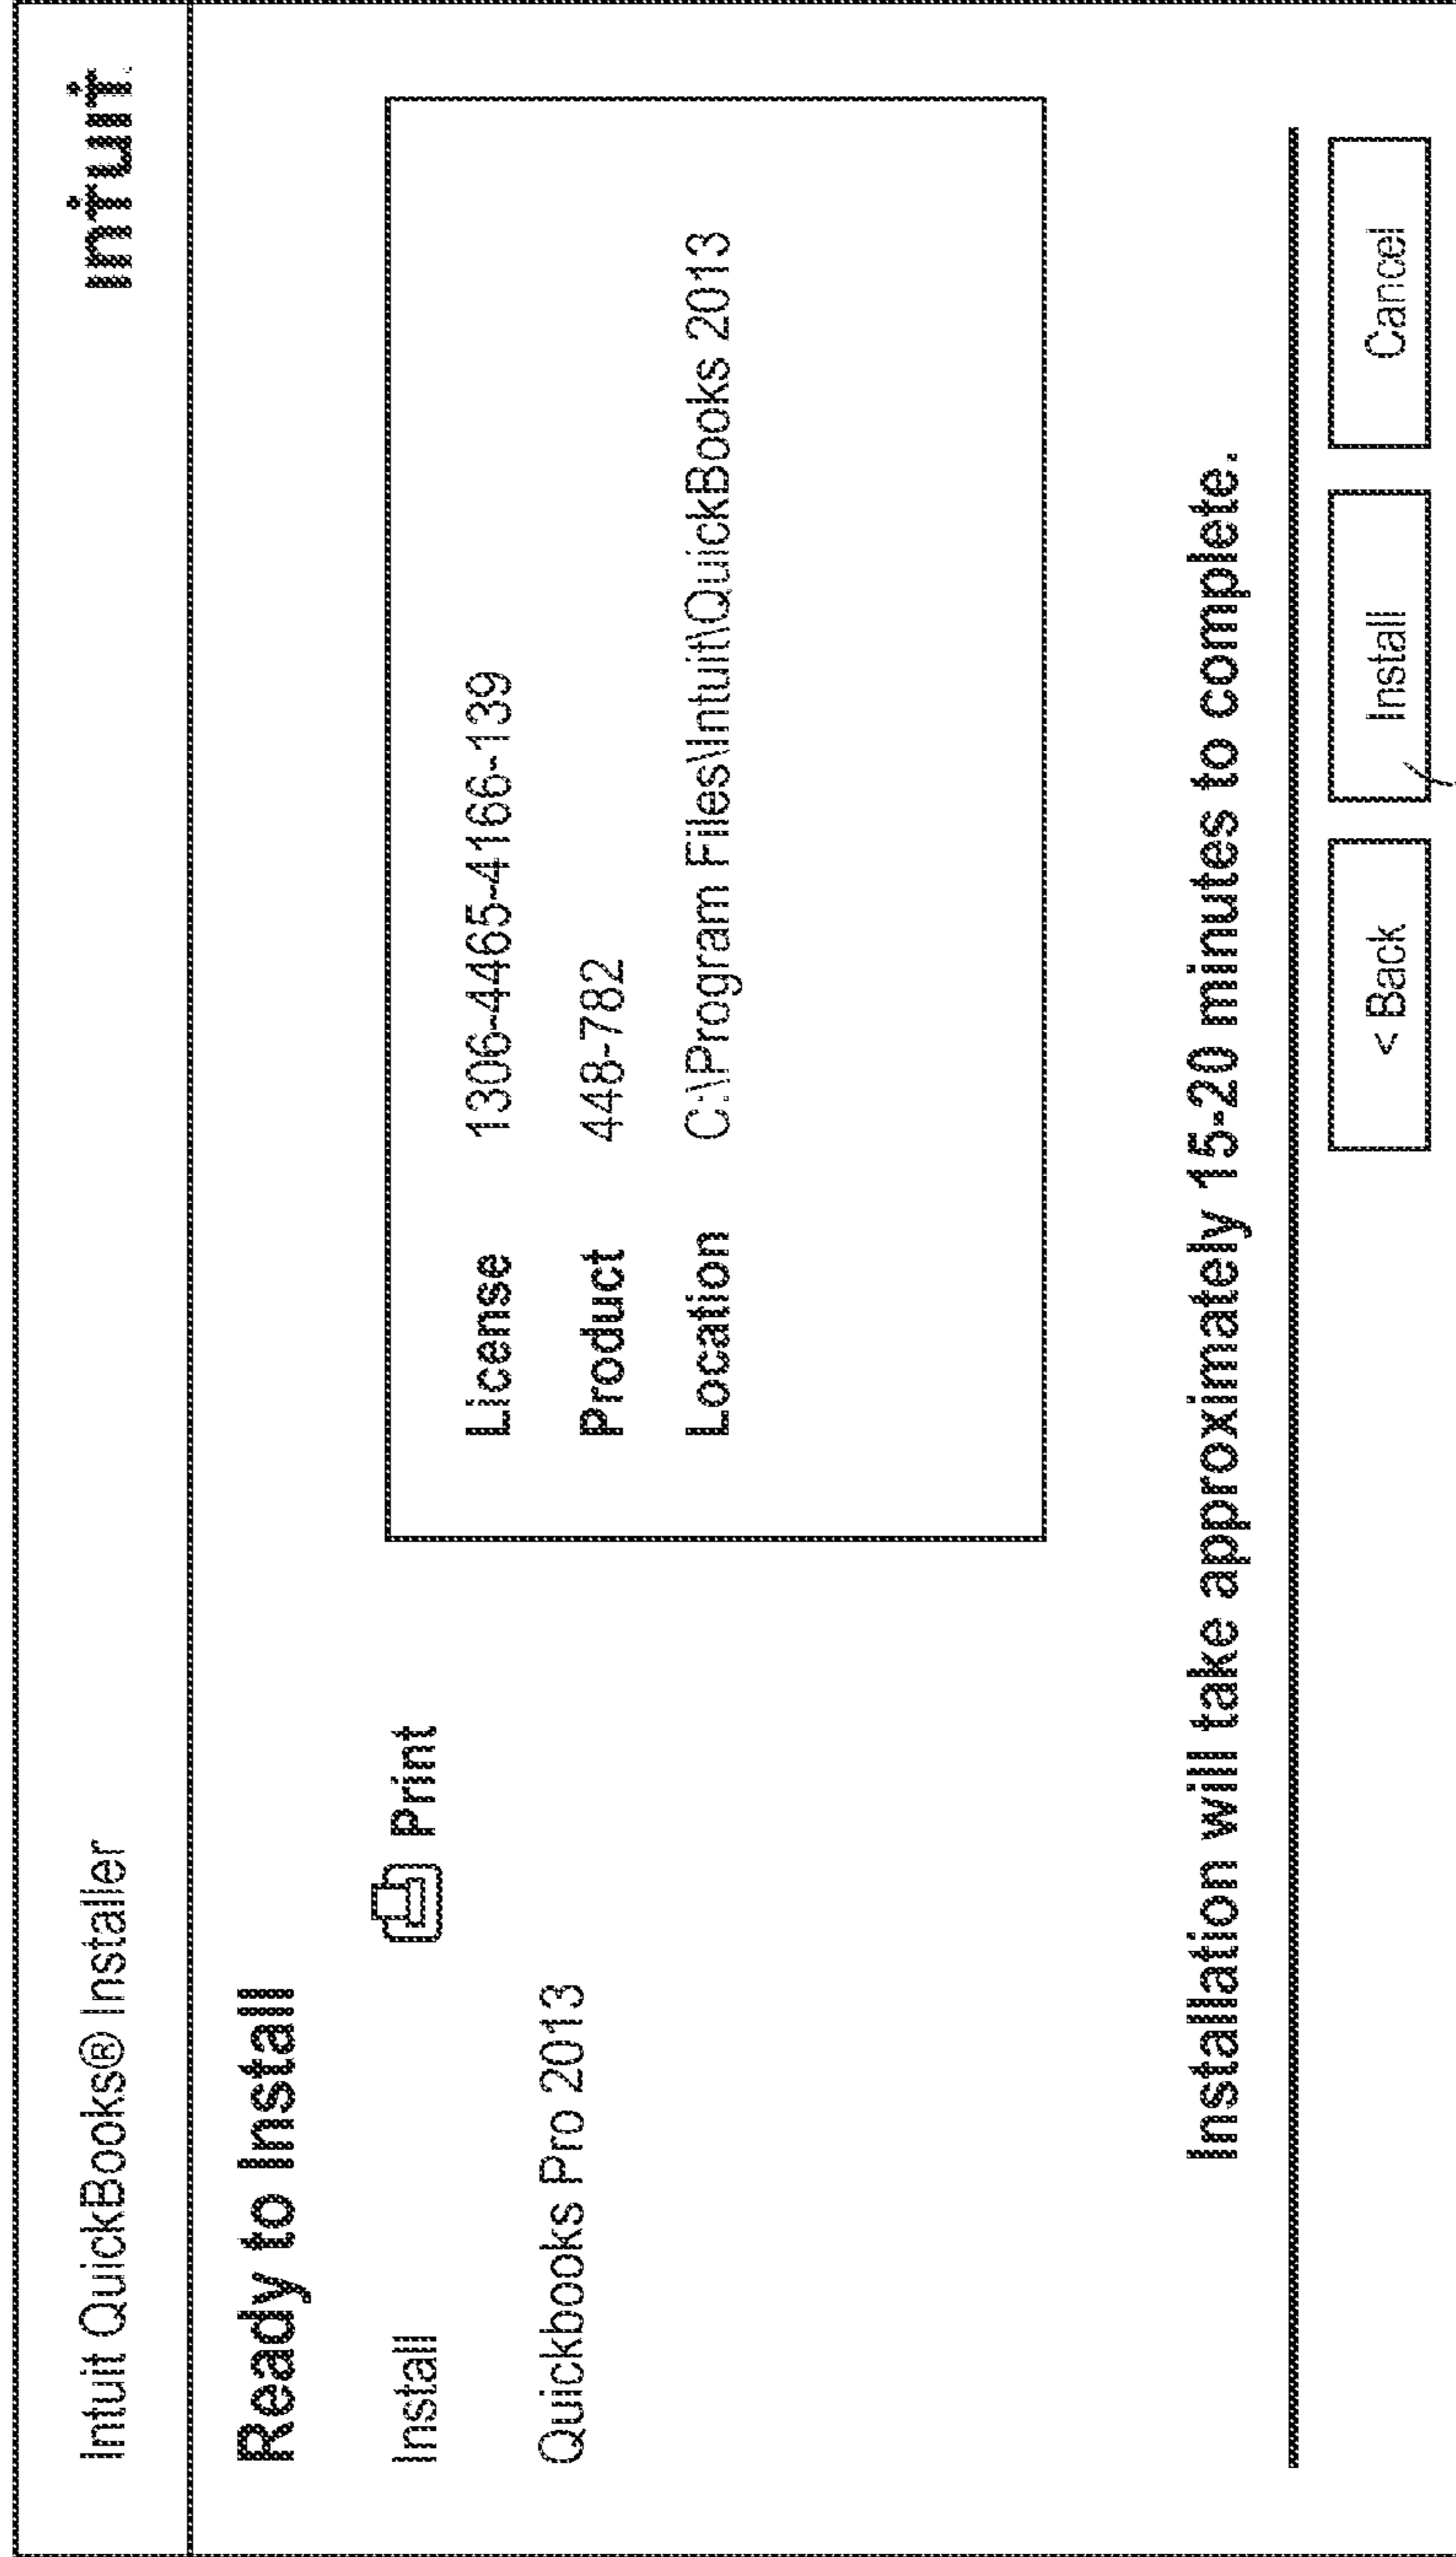 Intuit QuickBooks® Installer
intuit.
Ready to Install
Install
Print
Quickbooks Pro 2013
License 1306-4465-4166-139
Product 448-782
Location C:\Program Files\Intuit\QuickBooks 2013
Installation will take approximately 15-20 minutes to complete.
< Back
Install
Cancel